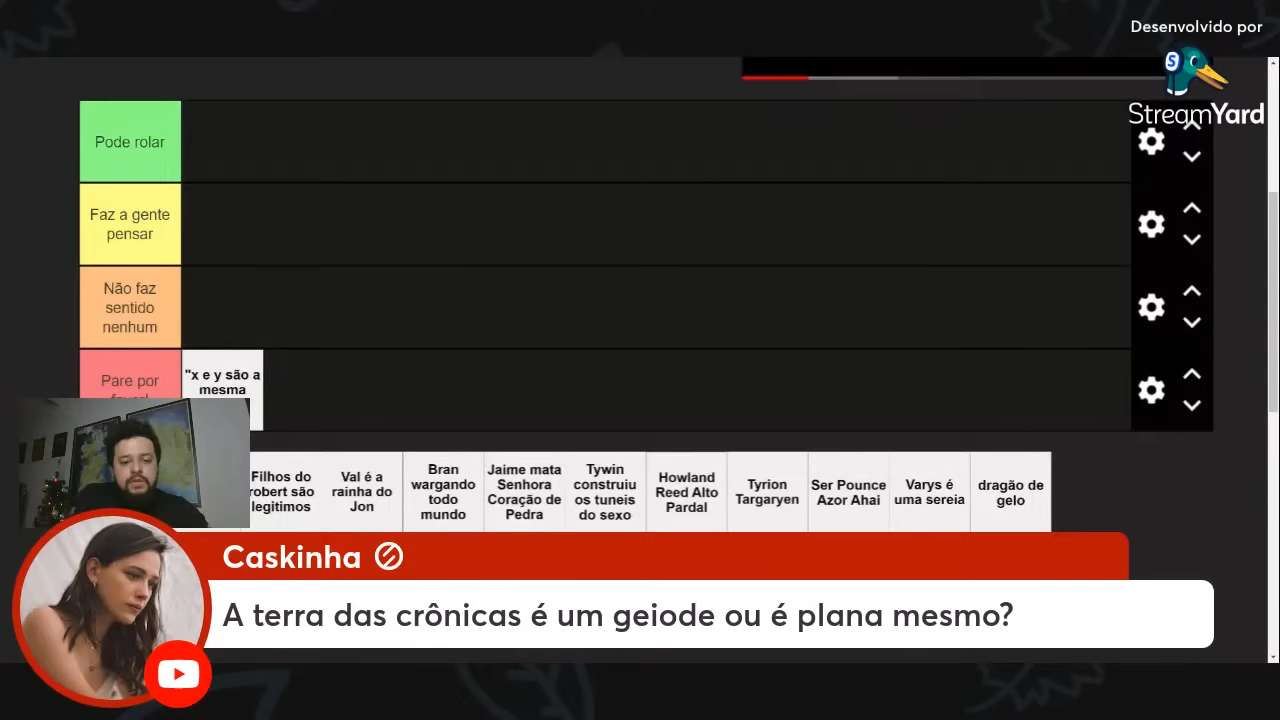 Desenvolvido por
S
StreamYard
Pode rolar
Faz a gente
pensar
Não faz
sentido
nenhum
Pare por
"x e y são a
mesma
Filhos do
robert são
legitimos
Val é a
rainha do
Jon
Bran
wargando
todo
mundo
Jaime mata
Senhora
Coração de
Pedra
Tywin
construiu
os tuneis
do sexo
Howland
Reed Alto
Pardal
Tyrion
Targaryen
Ser Pounce
Azor Ahai
Varys é
uma sereia
dragão de
gelo
Caskinha
A terra das crônicas é um geiode ou é plana mesmo?